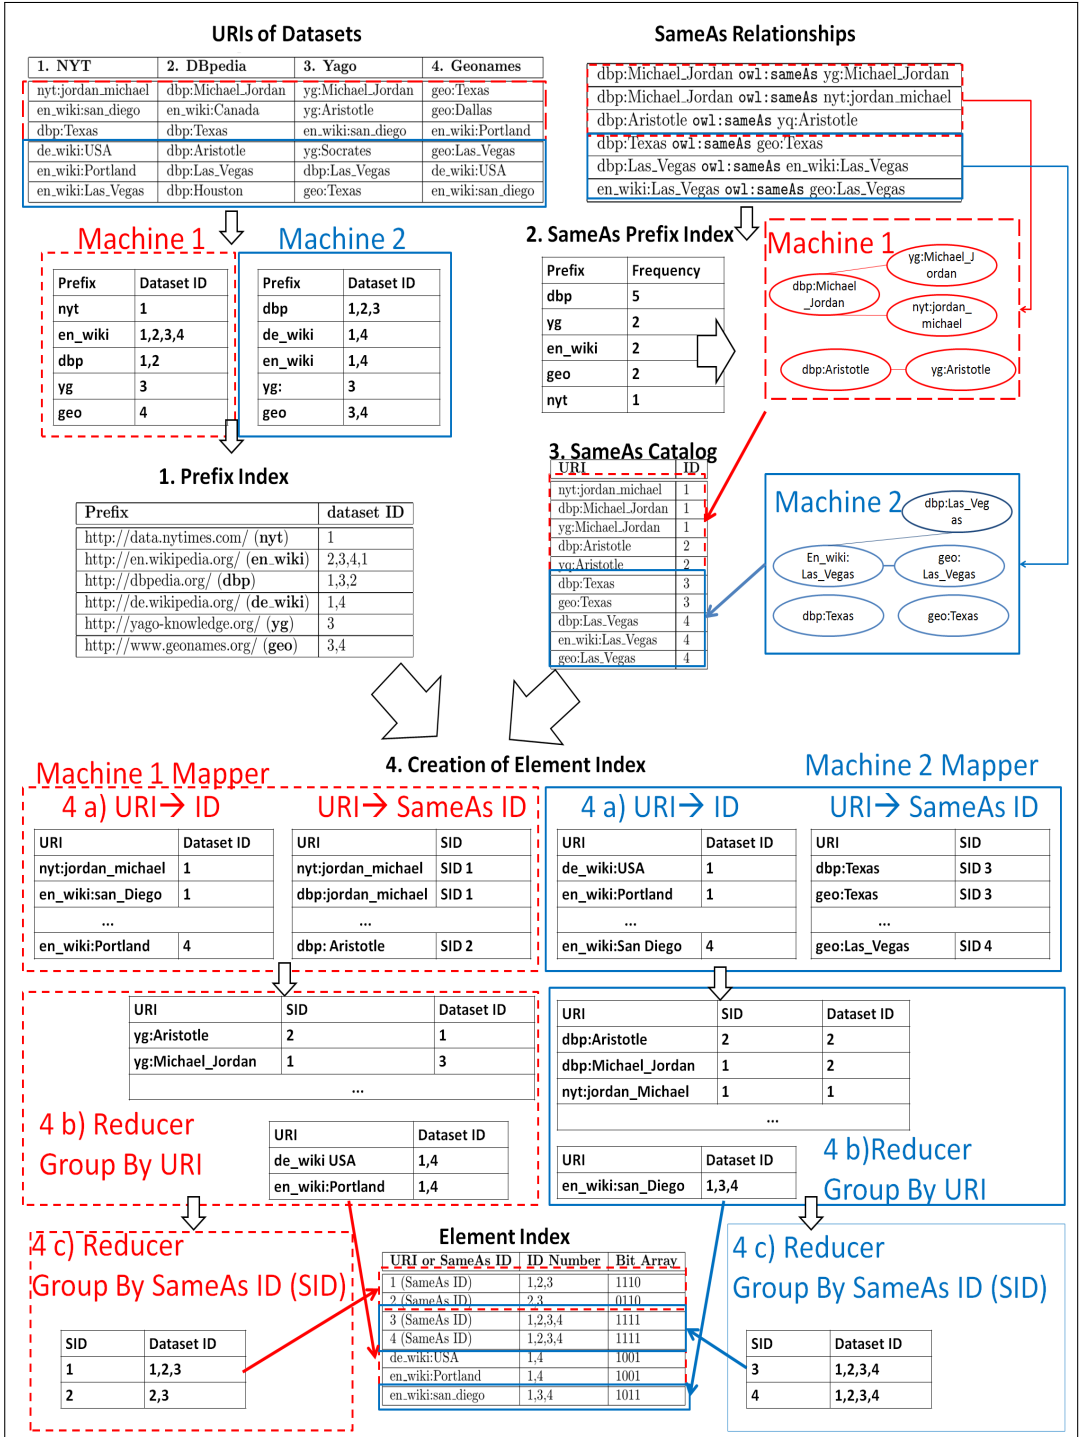 URIs of Datasets
SameAs Relationships
1. NYT 2. DBpedia 3. Yago 4. Geonames
nyt:jordan_michael dbp:Michael_Jordan yg:Michael_Jordan geo:Texas
en_wiki:san_diego en_wiki:Canada yg:Aristotle geo:Dallas
dbp:Texas dbp:Texas en_wiki:san_diego en_wiki:Portland
de_wiki:USA dbp:Aristotle yg:Socrates geo:Las_Vegas
en_wiki:Portland dbp:Las_Vegas dbp:Las_Vegas de_wiki:USA
en_wiki:Las_Vegas dbp:Houston geo:Texas en_wiki:san_diego
dbp:Michael_Jordan owl:sameAs yg:Michael_Jordan
dbp:Michael_Jordan owl:sameAs nyt:jordan_michael
dbp:Aristotle owl:sameAs yq:Aristotle
dbp:Texas owl:sameAs geo:Texas
dbp:Las_Vegas owl:sameAs en_wiki:Las_Vegas
en_wiki:Las_Vegas owl:sameAs geo:Las_Vegas
Machine 1
Prefix Dataset ID
nyt 1
en_wiki 1,2,3,4
dbp 1,2
yg 3
geo 4
Machine 2
Prefix Dataset ID
dbp 1,2,3
de_wiki 1,4
en_wiki 1,4
yg: 3
geo 3,4
2. SameAs Prefix Index
Prefix Frequency
dbp 5
yg 2
en_wiki 2
geo 2
nyt 1
Machine 1
yg:Michael_J
ordan
dbp:Michael
_Jordan
nyt:jordan_
michael
dbp:Aristotle
yg:Aristotle
1. Prefix Index
Prefix dataset ID
http://data.nytimes.com/ (nyt) 1
http://en.wikipedia.org/ (en_wiki) 2,3,4,1
http://dbpedia.org/ (dbp) 1,3,2
http://de.wikipedia.org/ (de_wiki) 1,4
http://yago-knowledge.org/ (yg) 3
http://www.geonames.org/ (geo) 3,4
3. SameAs Catalog
URI ID
nyt:jordan_michael 1
dbp:Michael_Jordan 1
yg:Michael_Jordan 1
dbp:Aristotle 2
yq:Aristotle 2
dbp:Texas 3
geo:Texas 3
dbp:Las_Vegas 4
en_wiki:Las_Vegas 4
geo:Las_Vegas 4
Machine 2
dbp:Las_Veg
as
En_wiki:
Las_Vegas
geo:
Las_Vegas
dbp:Texas
geo:Texas
4. Creation of Element Index
Machine 1 Mapper
4 a) URI→ ID
URI Dataset ID
nyt:jordan_michael 1
en_wiki:san_Diego 1
...
en_wiki:Portland 4
URI→ SameAs ID
URI SID
nyt:jordan_michael SID 1
dbp:jordan_michael SID 1
...
dbp: Aristotle SID 2
Machine 2 Mapper
4 a) URI→ ID
URI Dataset ID
de_wiki:USA 1
en_wiki:Portland 1
...
en_wiki:San Diego 4
URI→ SameAs ID
URI SID
dbp:Texas SID 3
geo:Texas SID 3
...
geo:Las_Vegas SID 4
URI SID Dataset ID
yg:Aristotle 2 1
yg:Michael_Jordan 1 3
...
4 b) Reducer
Group By URI
URI Dataset ID
de_wiki USA 1,4
en_wiki:Portland 1,4
URI SID Dataset ID
dbp:Aristotle 2 2
dbp:Michael_Jordan 1 2
nyt:jordan_Michael 1 1
...
URI Dataset ID
en_wiki:san_Diego 1,3,4
4 b)Reducer
Group By URI
4 c) Reducer
Group By SameAs ID (SID)
SID Dataset ID
1 1,2,3
2 2,3
Element Index
URI or SameAs ID ID Number Bit Array
1 (SameAs ID) 1,2,3 1110
2 (SameAs ID) 2,3 0110
3 (SameAs ID) 1,2,3,4 1111
4 (SameAs ID) 1,2,3,4 1111
de_wiki:USA 1,4 1001
en_wiki:Portland 1,4 1001
en_wiki:san_diego 1,3,4 1011
4 c) Reducer
Group By SameAs ID (SID)
SID Dataset ID
3 1,2,3,4
4 1,2,3,4